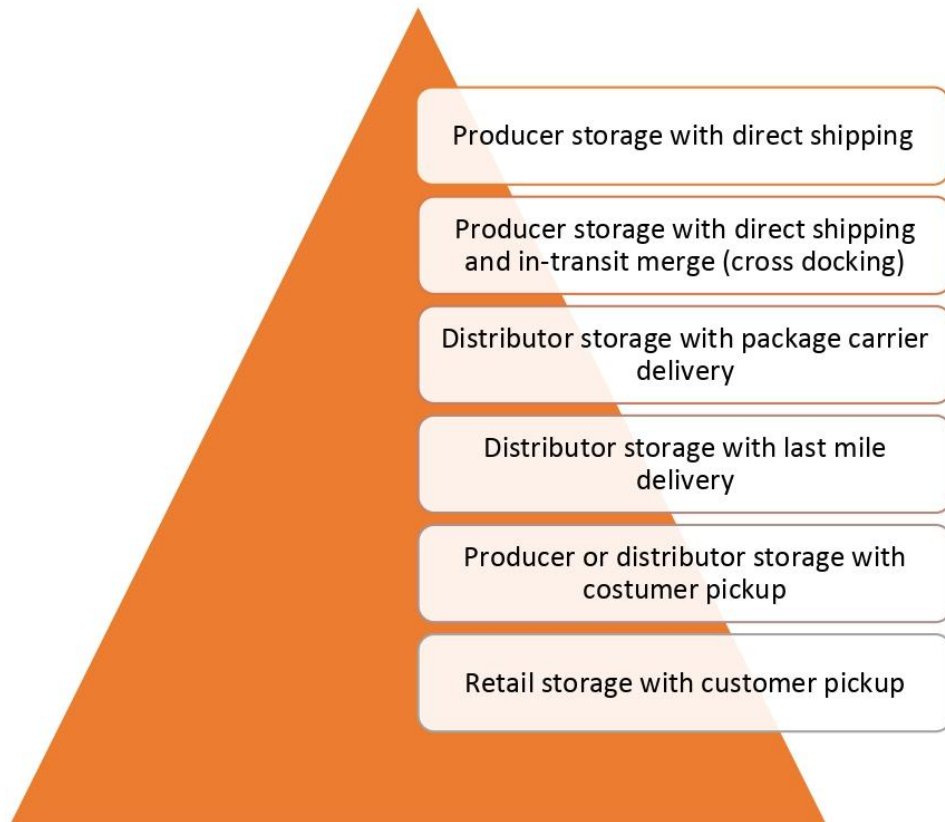 Producer storage with direct shipping
Producer storage with direct shipping
and in-transit merge (cross docking)
Distributor storage with package carrier
delivery
Distributor storage with last mile
delivery
Producer or distributor storage with
costumer pickup
Retail storage with customer pickup